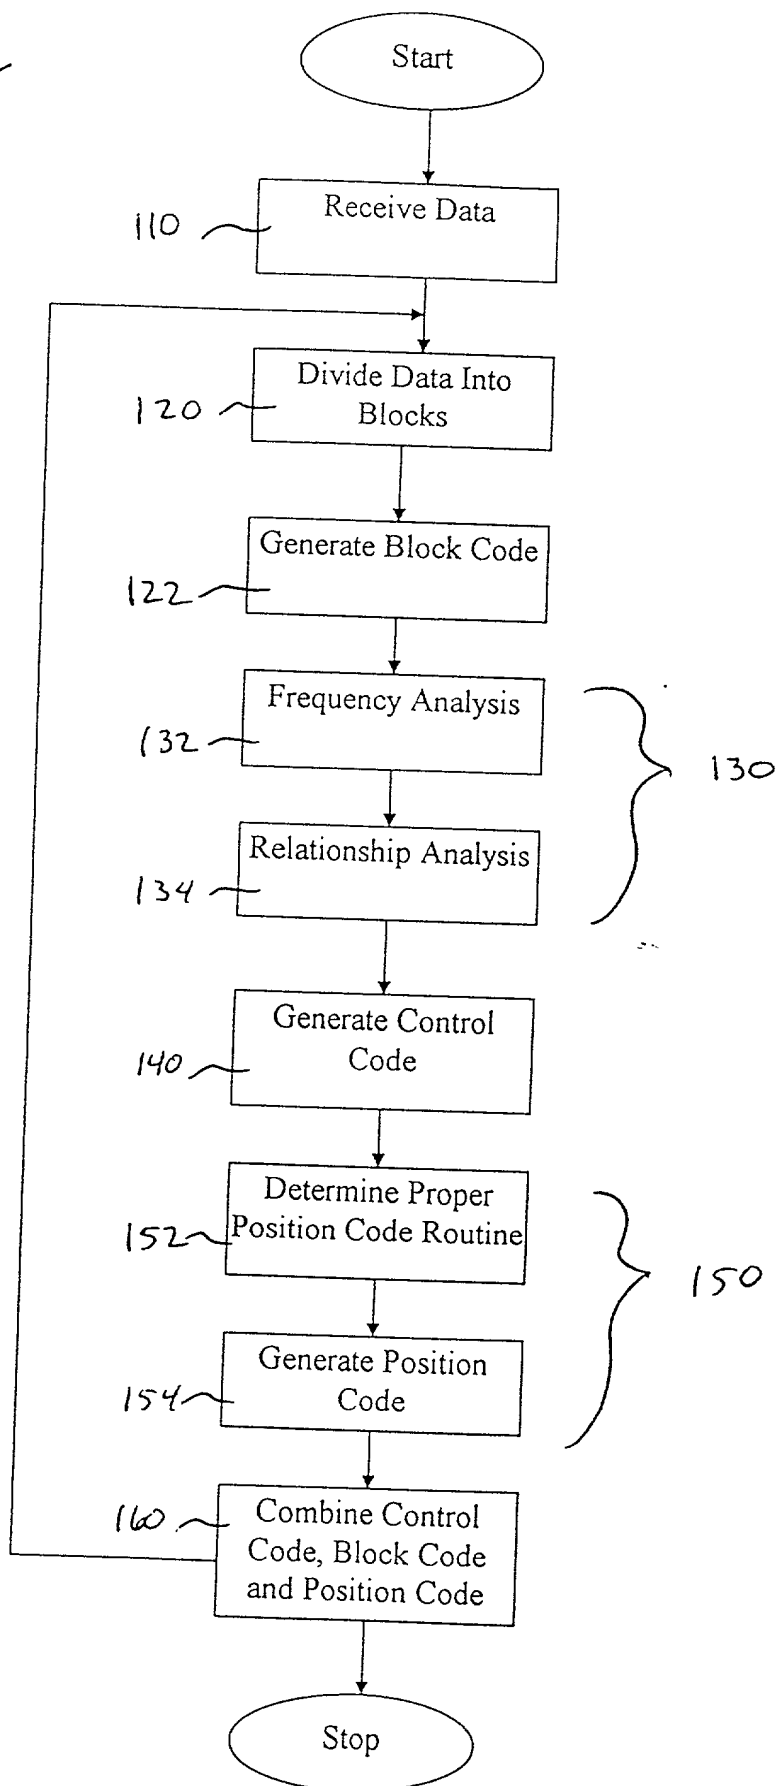 Start
Receive Data
110
Divide Data Into
Blocks
120
Generate Block Code
122
Frequency Analysis
132
130
Relationship Analysis
134
Generate Control
Code
140
Determine Proper
Position Code Routine
152
150
Generate Position
Code
154
Combine Control
Code, Block Code
and Position Code
160
Stop